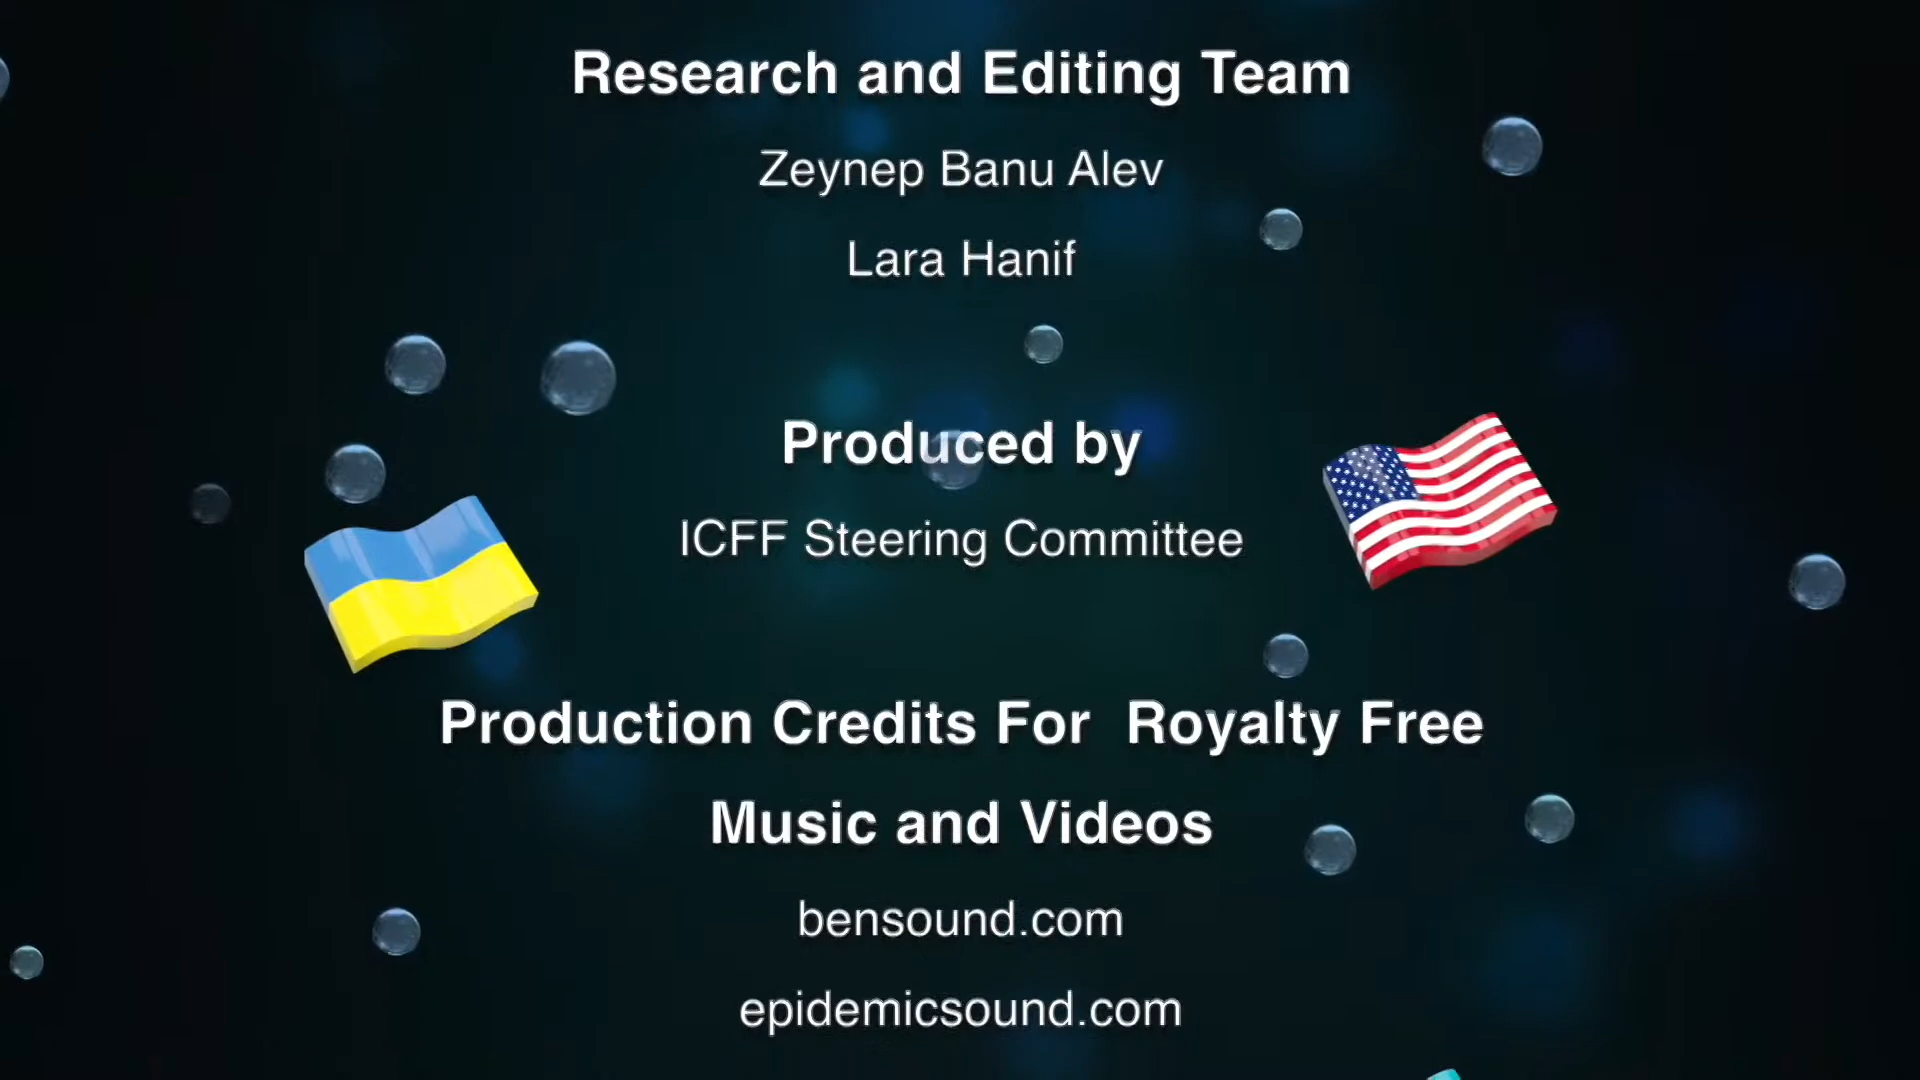 Research and Editing Team
Zeynep Banu Alev
Lara Hanif
Produced by
ICFF Steering Committee
Production Credits For  Royalty Free
Music and Videos
bensound.com
epidemicsound.com